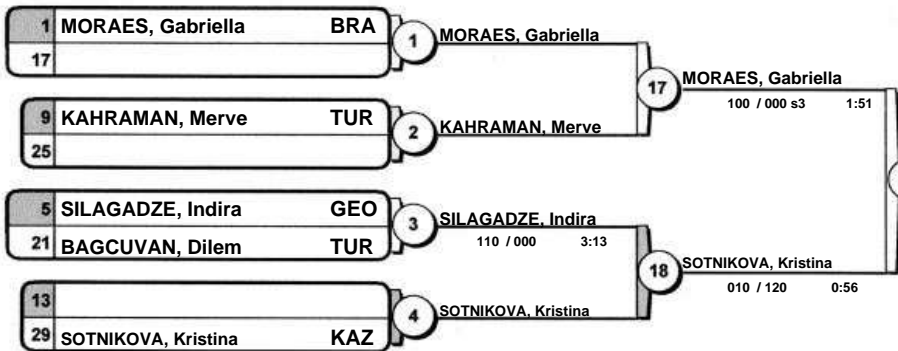 1 MORAES, Gabriella BRA
17
1
MORAES, Gabriella
9 KAHRAMAN, Merve TUR
25
2
KAHRAMAN, Merve
17
MORAES, Gabriella
100 / 000 s3 1:51
5 SILAGADZE, Indira GEO
21 BAGCUVAN, Dilem TUR
3
SILAGADZE, Indira
110 / 000 3:13
13
29 SOTNIKOVA, Kristina KAZ
4
SOTNIKOVA, Kristina
18
SOTNIKOVA, Kristina
010 / 120 0:56